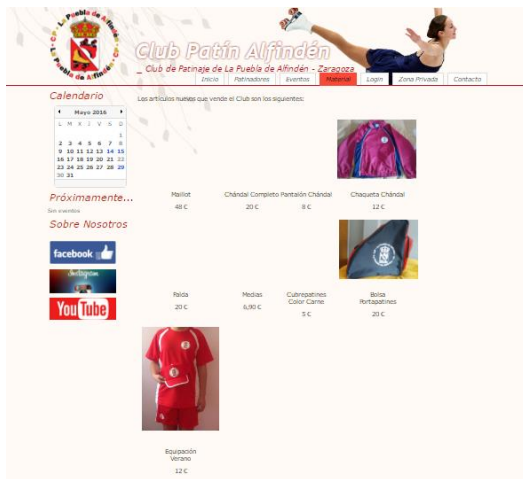 La Puebla de Alfindén
Club Patín Alfindén
_ Club de Patinaje de La Puebla de Alfindén - Zaragoza
Inicio Patinadores Eventos Material Login Zona Privada Contacto
Calendario
Los artículos nuevos que vende el Club son los siguientes:
Mayo 2016
L M X J V S D
1
2 3 4 5 6 7 8
9 10 11 12 13 14 15
16 17 18 19 20 21 22
23 24 25 26 27 28 29
30 31
Próximamente...
Sin eventos
Sobre Nosotros
facebook
Instagram
YouTube
Maillot Chándal Completo Pantalón Chándal Chaqueta Chándal
48 € 20 € 8 € 12 €
Falda Medias Cubrepatines Color Carne Bolsa Portapatines
20 € 6,90 € 5 € 20 €
Equipación
Verano
12 €